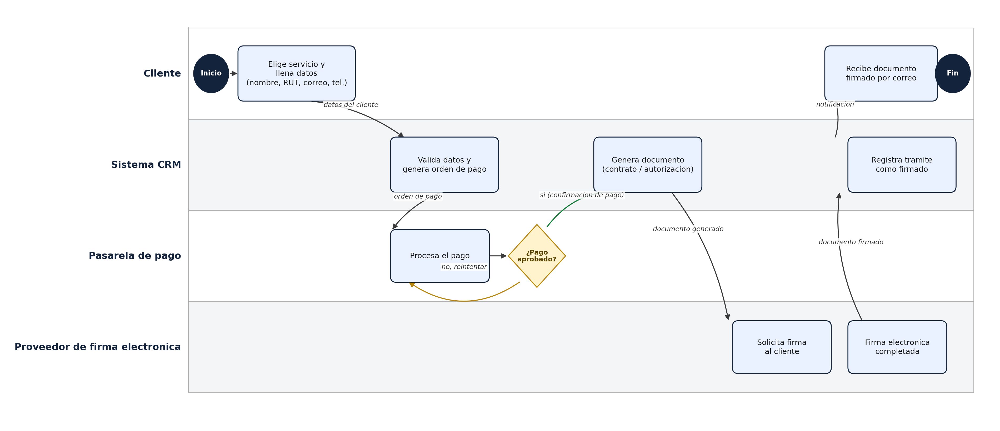 Cliente
Inicio
Elige servicio y
llena datos
(nombre, RUT, correo, tel.)
Recibe documento
firmado por correo
Fin
datos del cliente
notificacion
Sistema CRM
Valida datos y
genera orden de pago
Genera documento
(contrato / autorizacion)
Registra tramite
como firmado
orden de pago
si (confirmacion de pago)
documento generado
documento firmado
Pasarela de pago
Procesa el pago
no, reintentar
¿Pago
aprobado?
Proveedor de firma electronica
Solicita firma
al cliente
Firma electronica
completada